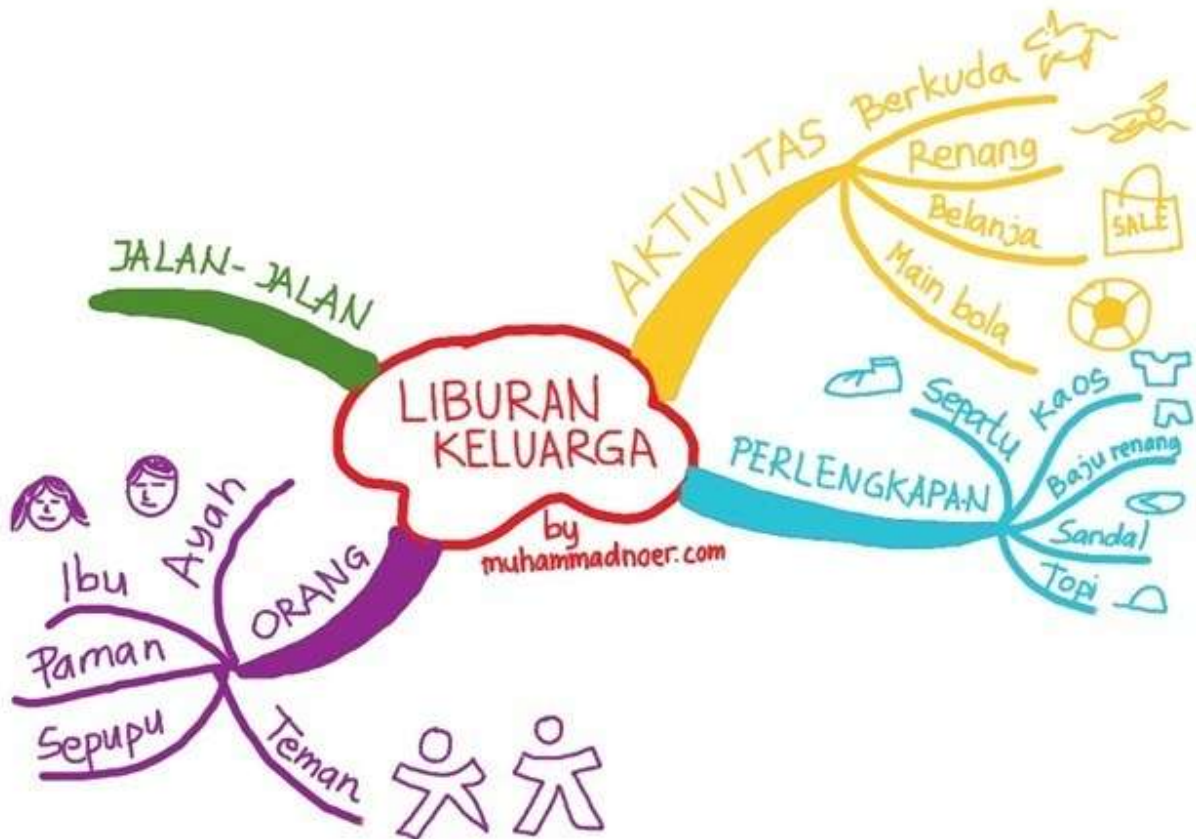 LIBURAN
KELUARGA
by
muhammadnoer.com
AKTIVITAS
Berkuda
Renang
Belanja
SALE
Main bola
PERLENGKAPAN
Sepatu
Kaos
Baju renang
Sandal
Topi
ORANG
Ayah
Ibu
Paman
Sepupu
Teman
JALAN-JALAN